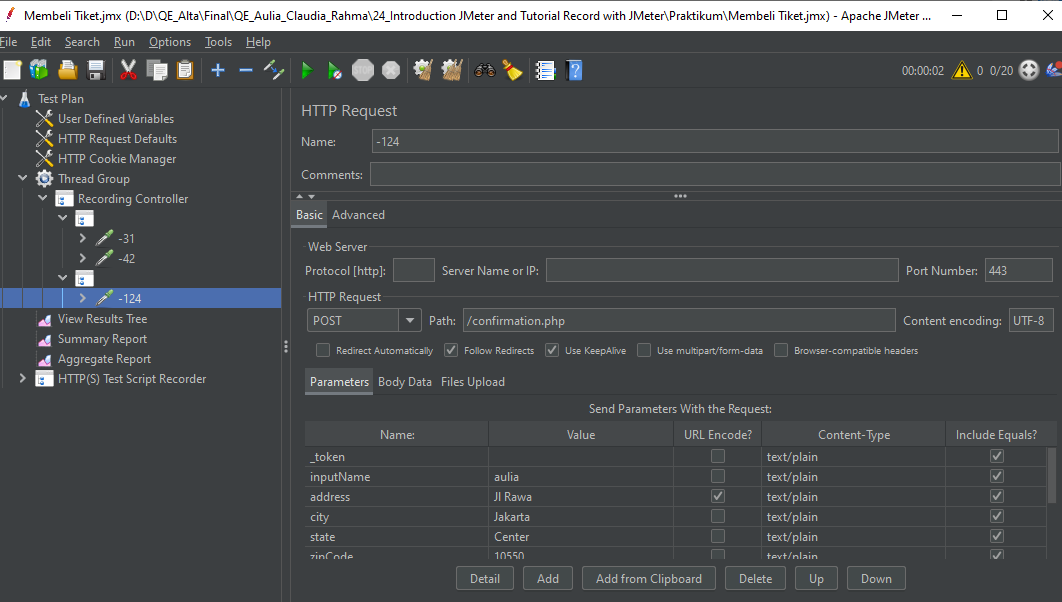 Membeli Tiket.jmx (D:\D\QE_Alta\Final\QE_Aulia_Claudia_Rahma\24_Introduction JMeter and Tutorial Record with JMeter\Praktikum\Membeli Tiket.jmx) - Apache JMeter ...
File Edit Search Run Options Tools Help
STOP
00:00:02 0 0/20
Test Plan
User Defined Variables
HTTP Request Defaults
HTTP Cookie Manager
Thread Group
Recording Controller
-31
-42
-124
View Results Tree
Summary Report
Aggregate Report
HTTP(S) Test Script Recorder
HTTP Request
Name: -124
Comments:
Basic Advanced
Web Server
Protocol [http]: Server Name or IP: Port Number: 443
HTTP Request
POST Path: /confirmation.php Content encoding: UTF-8
Redirect Automatically Follow Redirects Use KeepAlive Use multipart/form-data Browser-compatible headers
Parameters Body Data Files Upload
Send Parameters With the Request:
Name: Value URL Encode? Content-Type Include Equals?
_token text/plain
inputName aulia text/plain
address Jl Rawa text/plain
city Jakarta text/plain
state Center text/plain
zipCode 10550 text/plain
Detail Add Add from Clipboard Delete Up Down